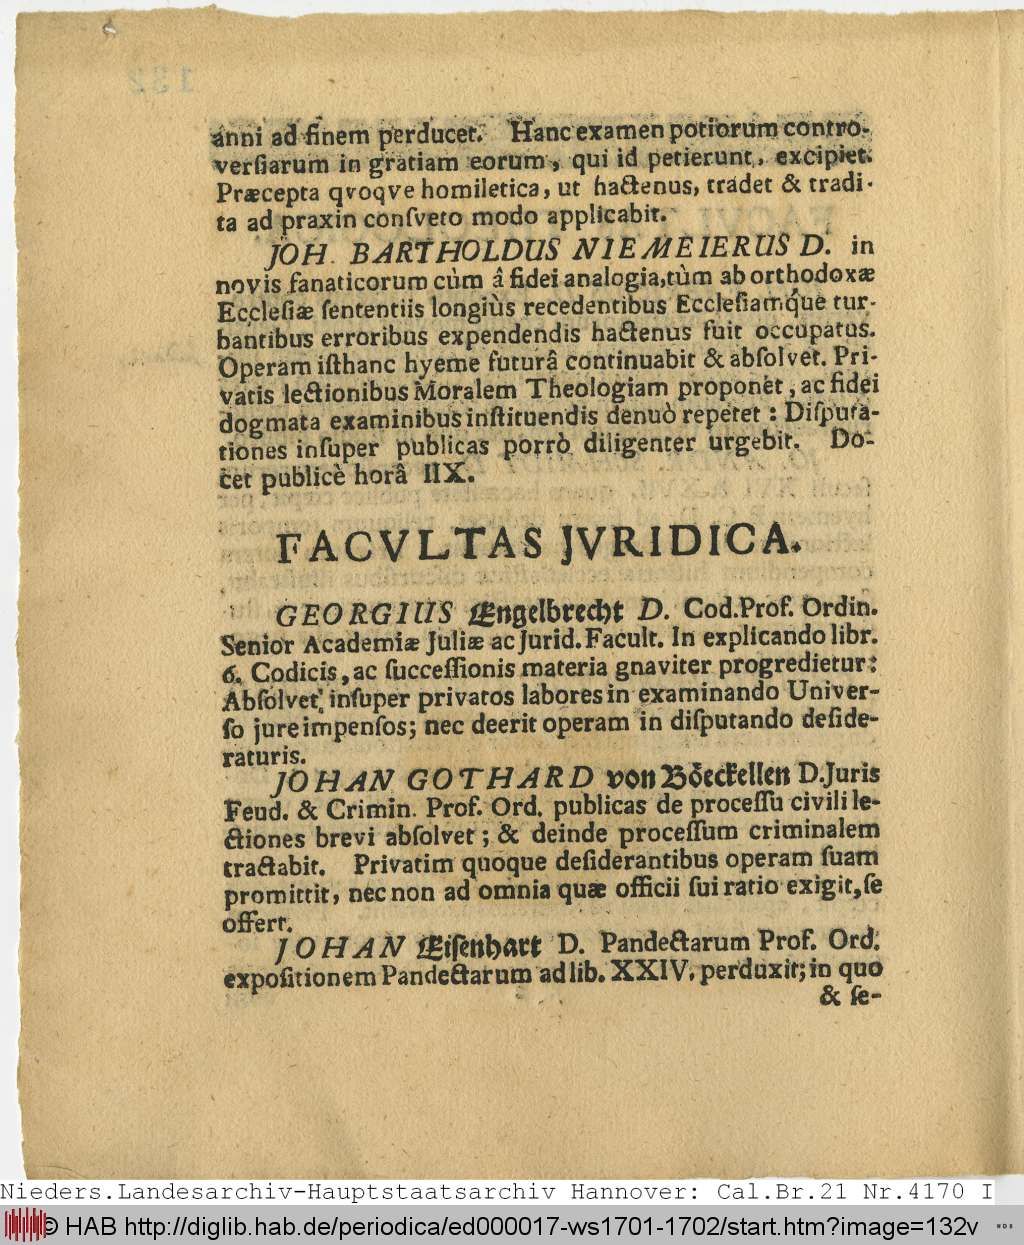 anni ad finem perducet. Hanc examen potiorum contro-
verſiarum in gratiam eorum, qui id petierunt, excipiet.
Præcepta qvoqve homiletica, ut hactenus, tradet & tradi-
ta ad praxin conſveto modo applicabit.
JOH. BARTHOLDUS NIEMEIERUS D. in
novis fanaticorum cùm â fidei analogia, tùm ab orthodoxæ
Eccleſiæ ſententiis longiùs recedentibus Eccleſiamq́ue tur-
bantibus erroribus expendendis hactenus fuit occupatus.
Operam iſthanc hyeme futurâ continuabit & abſolvet. Pri-
vatis lectionibus Moralem Theologiam proponet, ac fidei
dogmata examinibus inſtituendis denuò repetet: Diſputa-
tiones inſuper publicas porrò diligenter urgebit. Do-
cet publicè horâ IIX.
FACVLTAS JVRIDICA.
GEORGIUS Engelbrecht D. Cod. Prof. Ordin.
Senior Academiæ Juliæ ac Jurid. Facult. In explicando libr.
6. Codicis, ac ſucceſſionis materia gnaviter progredietur:
Abſolvet inſuper privatos labores in examinando Univer-
ſo jure impenſos; nec deerit operam in diſputando deſide-
raturis.
JOHAN GOTHARD von Böeckellen D. Juris
Feud. & Crimin. Prof. Ord. publicas de proceſſu civili le-
ctiones brevi abſolvet; & deinde proceſſum criminalem
tractabit. Privatim quoque deſiderantibus operam ſuam
promittit, nec non ad omnia quæ officii ſui ratio exigit, ſe
offert.
JOHAN Eiſenhart D. Pandectarum Prof. Ord.
expoſitionem Pandectarum ad lib. XXIV. perduxit; in quo
& ſe-
Nieders.Landesarchiv-Hauptstaatsarchiv Hannover: Cal.Br.21 Nr.4170 I
© HAB http://diglib.hab.de/periodica/ed000017-ws1701-1702/start.htm?image=132v